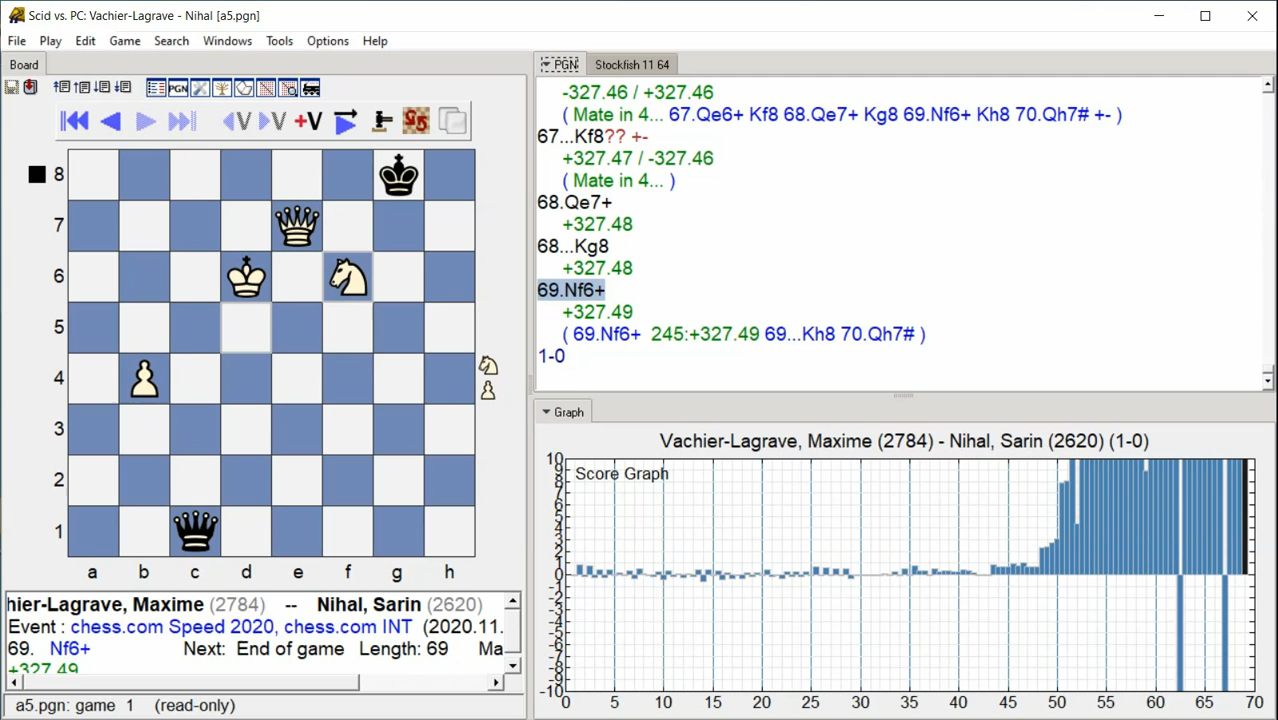 Scid vs. PC: Vachier-Lagrave - Nihal [a5.pgn]
File Play Edit Game Search Windows Tools Options Help
Board
PGN
V V +V
8
7
6
5
4
3
2
1
a b c d e f g h
hier-Lagrave, Maxime (2784) -- Nihal, Sarin (2620)
Event : chess.com Speed 2020, chess.com INT (2020.11.
69. Nf6+ Next: End of game Length: 69 Ma
+327.49
a5.pgn: game 1 (read-only)
PGN Stockfish 11 64
-327.46 / +327.46
( Mate in 4... 67.Qe6+ Kf8 68.Qe7+ Kg8 69.Nf6+ Kh8 70.Qh7# +- )
67...Kf8?? +-
+327.47 / -327.46
( Mate in 4... )
68.Qe7+
+327.48
68...Kg8
+327.48
69.Nf6+
+327.49
( 69.Nf6+ 245:+327.49 69...Kh8 70.Qh7# )
1-0
Graph
Vachier-Lagrave, Maxime (2784) - Nihal, Sarin (2620) (1-0)
Score Graph
10
9
8
7
6
5
4
3
2
1
0
-1
-2
-3
-4
-5
-6
-7
-8
-9
-10
0 5 10 15 20 25 30 35 40 45 50 55 60 65 70